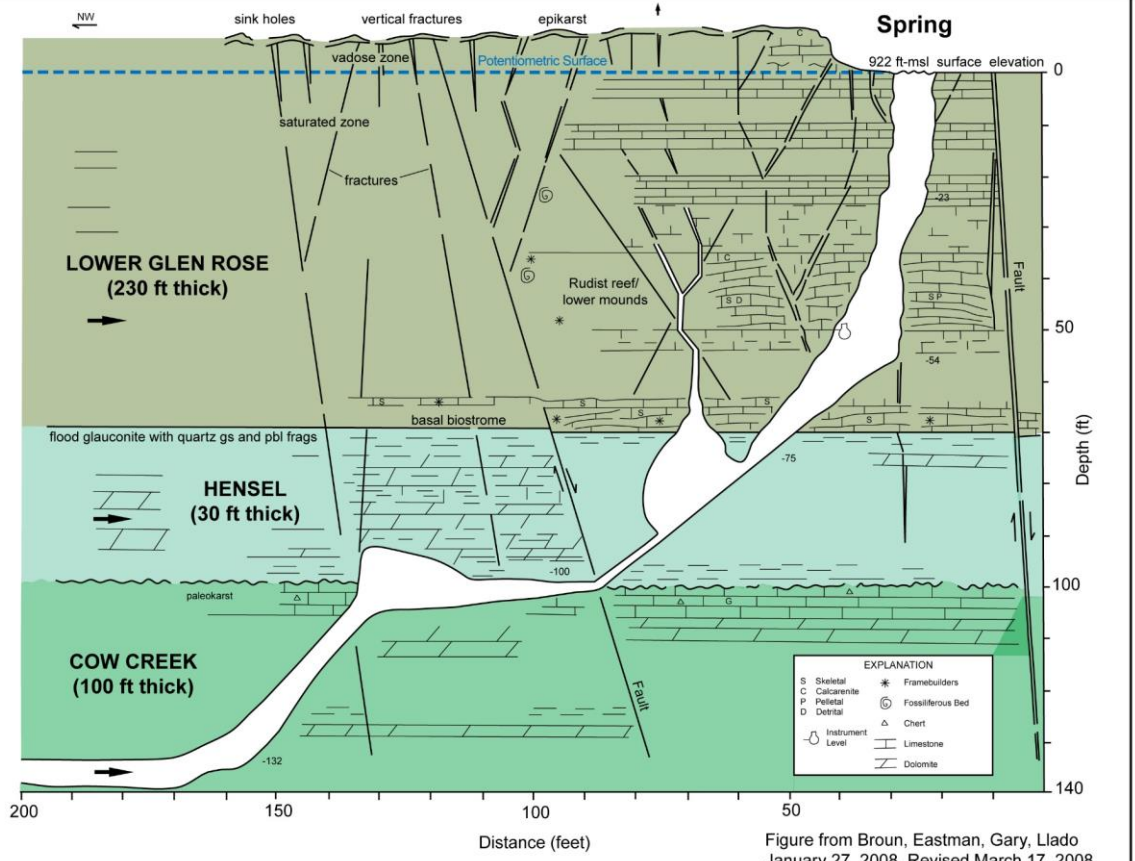 NW
sink holes
vertical fractures
epikarst
Spring
vadose zone
Potentiometric Surface
922 ft-msl surface elevation
0
saturated zone
fractures
C
-23
LOWER GLEN ROSE
(230 ft thick)
Rudist reef/
lower mounds
C
S D
S P
Fault
50
-54
S
S
S
S
S
basal biostrome
flood glauconite with quartz gs and pbl frags
-75
Depth (ft)
HENSEL
(30 ft thick)
-100
100
paleokarst
G
COW CREEK
(100 ft thick)
Fault
-132
EXPLANATION
S Skeletal
C Calcarenite
P Pelletal
D Detrital
Instrument
Level
Framebuilders
Fossiliferous Bed
Chert
Limestone
Dolomite
140
200
150
100
50
Distance (feet)
Figure from Broun, Eastman, Gary, Llado
January 27, 2008, Revised March 17, 2008